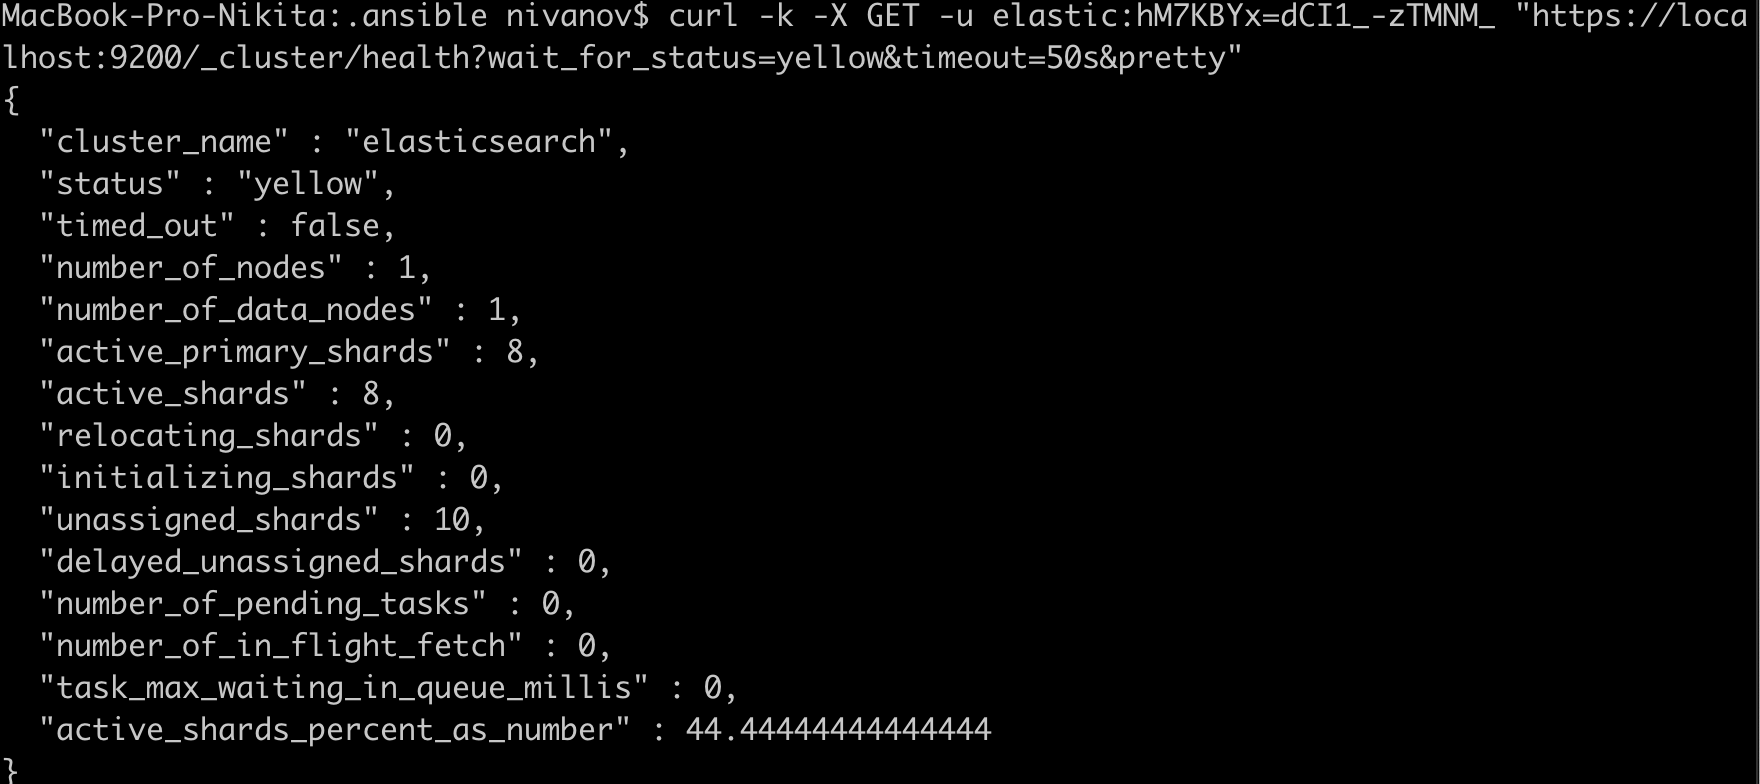 MacBook-Pro-Nikita:.ansible nivanov$ curl -k -X GET -u elastic:hM7KBYx=dCI1_-zTMNM_ "https://loca
lhost:9200/_cluster/health?wait_for_status=yellow&timeout=50s&pretty"
{
  "cluster_name" : "elasticsearch",
  "status" : "yellow",
  "timed_out" : false,
  "number_of_nodes" : 1,
  "number_of_data_nodes" : 1,
  "active_primary_shards" : 8,
  "active_shards" : 8,
  "relocating_shards" : 0,
  "initializing_shards" : 0,
  "unassigned_shards" : 10,
  "delayed_unassigned_shards" : 0,
  "number_of_pending_tasks" : 0,
  "number_of_in_flight_fetch" : 0,
  "task_max_waiting_in_queue_millis" : 0,
  "active_shards_percent_as_number" : 44.44444444444444
}